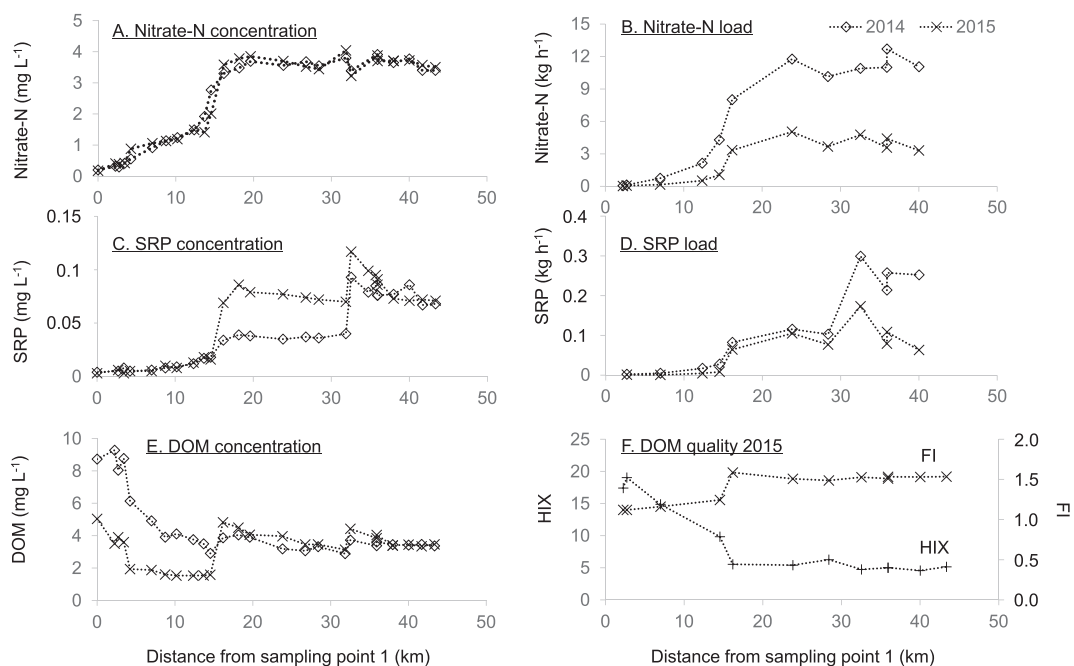 A. Nitrate-N concentration
Nitrate-N (mg L⁻¹)
5
4
3
2
1
0
0 10 20 30 40 50
B. Nitrate-N load
2014 2015
Nitrate-N (kg h⁻¹)
15
12
9
6
3
0
0 10 20 30 40 50
C. SRP concentration
SRP (mg L⁻¹)
0.15
0.1
0.05
0
0 10 20 30 40 50
D. SRP load
SRP (kg h⁻¹)
0.4
0.3
0.2
0.1
0
0 10 20 30 40 50
E. DOM concentration
DOM (mg L⁻¹)
10
8
6
4
2
0
0 10 20 30 40 50
Distance from sampling point 1 (km)
F. DOM quality 2015
HIX
25
20
15
10
5
0
FI
HIX
2.0
1.5
1.0
0.5
0.0
FI
0 10 20 30 40 50
Distance from sampling point 1 (km)